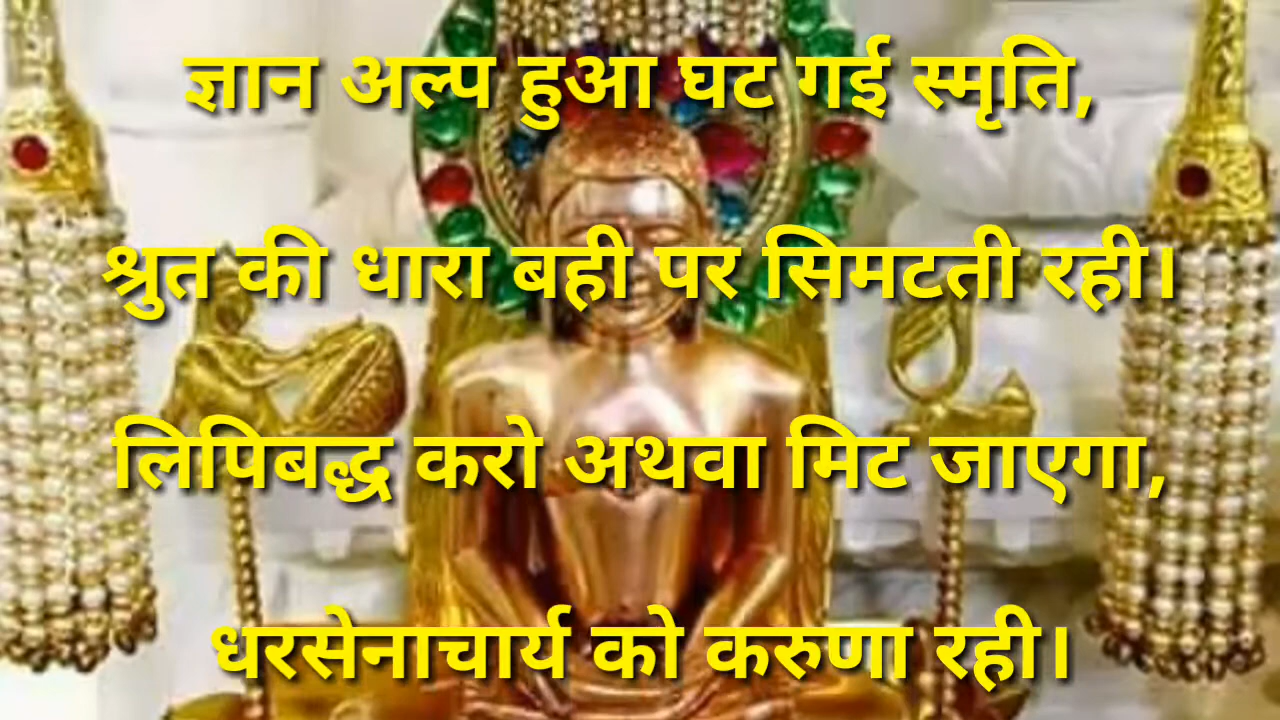 ज्ञान अल्प हुआ घट गई स्मृति,
श्रुत की धारा बही पर सिमटती रही।
लिपिबद्ध करो अथवा मिट जाएगा,
धरसेनाचार्य को करुणा रही।